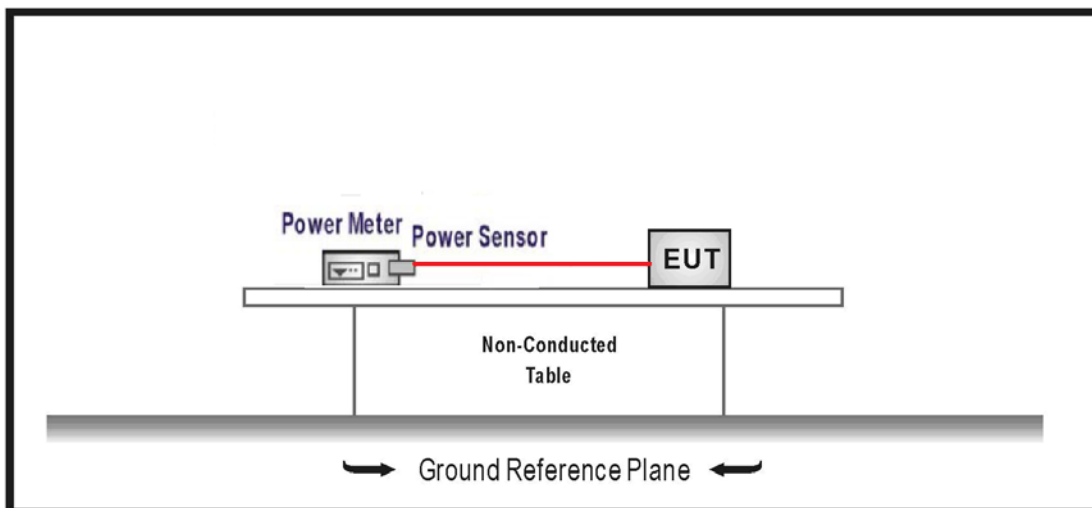 Power Meter
Power Sensor
EUT
Non-Conducted
Table
Ground Reference Plane